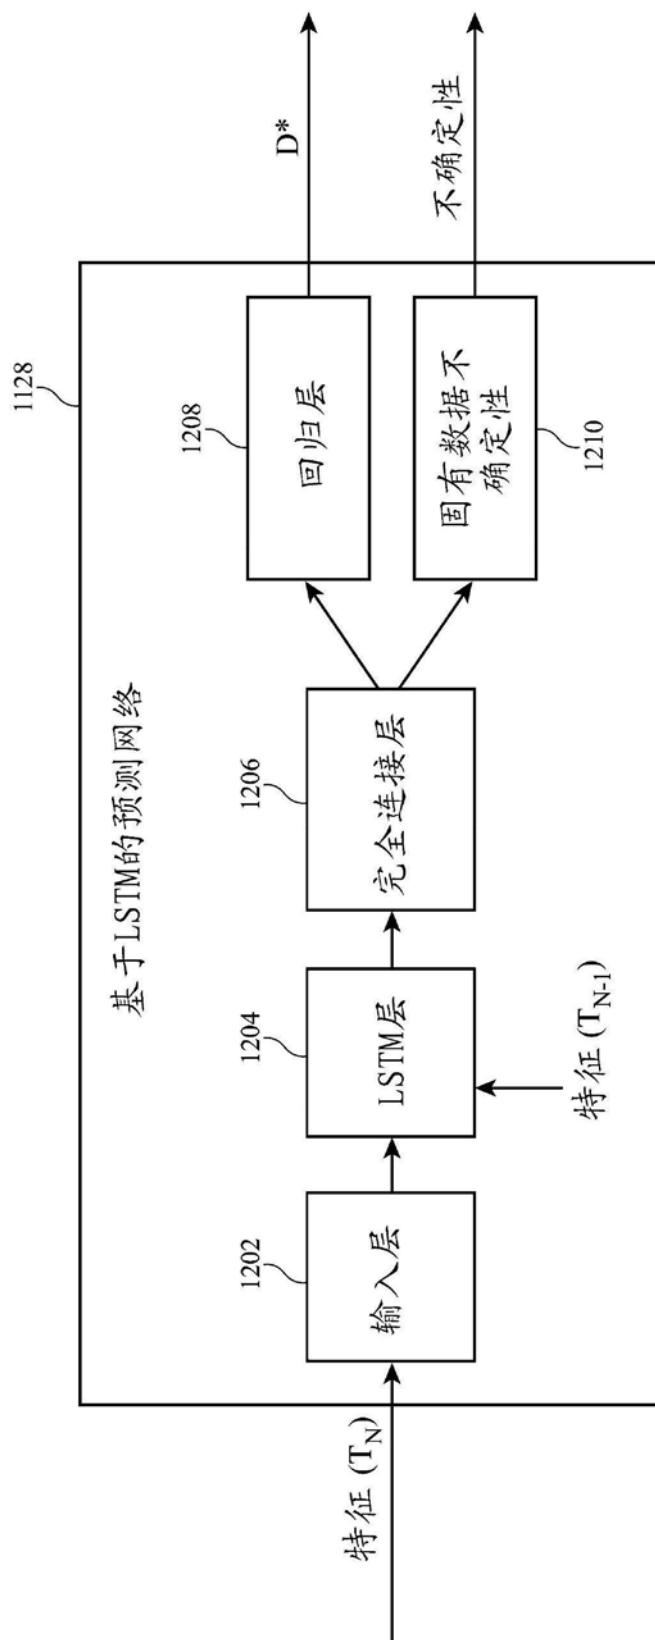 1128
基于LSTM的预测网络
特征 (T_N)
1202
输入层
1204
LSTM层
特征 (T_{N-1})
1206
完全连接层
1208
回归层
D*
固有数据不
确定性
1210
不确定性